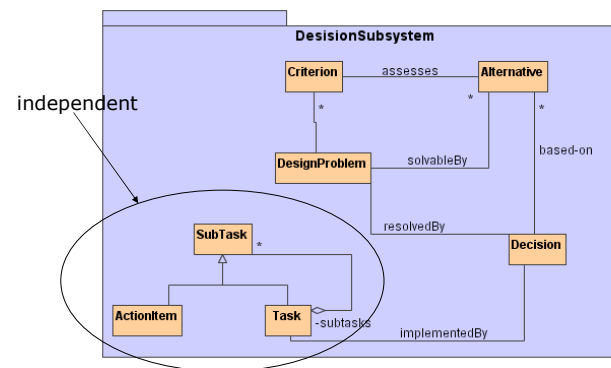 DesisionSubsystem
Criterion
assesses
Alternative
*
*
*
independent
based-on
DesignProblem
solvableBy
resolvedBy
SubTask
*
Decision
ActionItem
Task
-subtasks
implementedBy